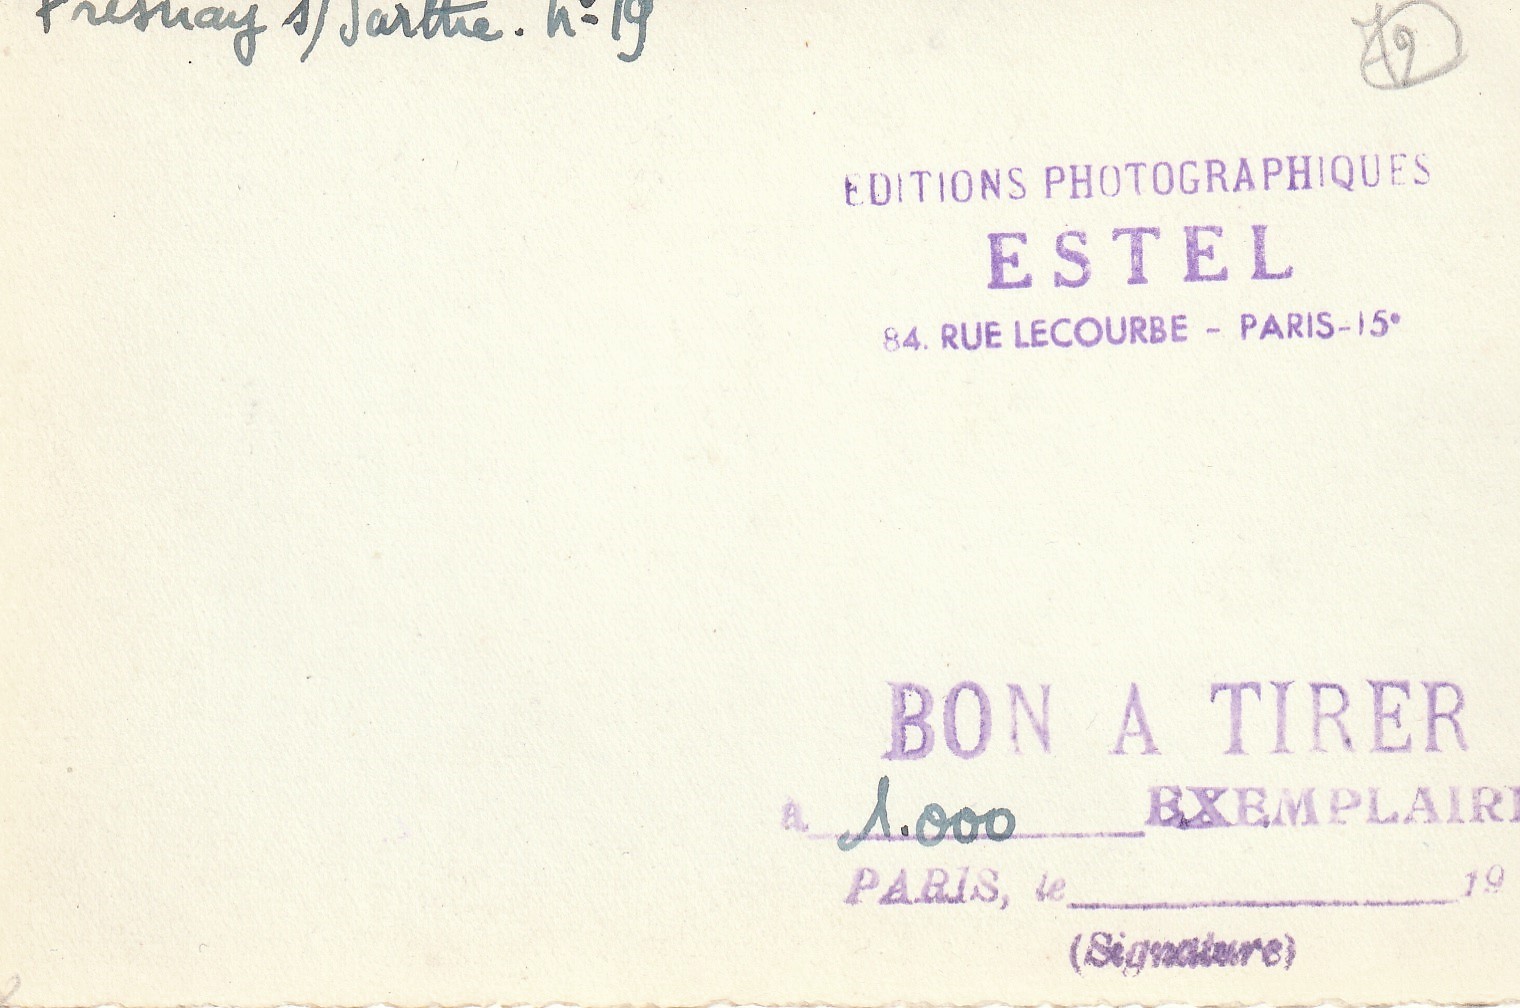 Fresnay s/Sarthe. n° 19
EDITIONS PHOTOGRAPHIQUES
ESTEL
84. RUE LECOURBE - PARIS-15e
BON A TIRER
a 1.000 EXEMPLAIRE
PARIS, le 19
(Signature)